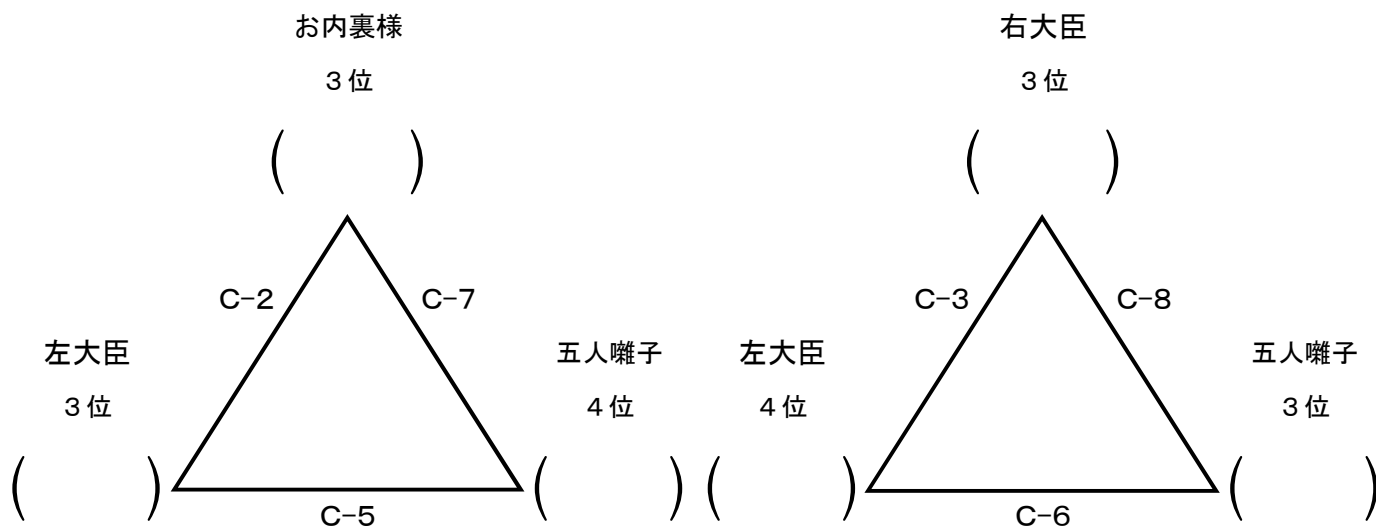 お内裏様
３位
(　　)
C-2
C-7
左大臣
３位
(　　)
五人囃子
４位
(　　)
C-5
右大臣
３位
(　　)
C-3
C-8
左大臣
４位
(　　)
五人囃子
３位
(　　)
C-6